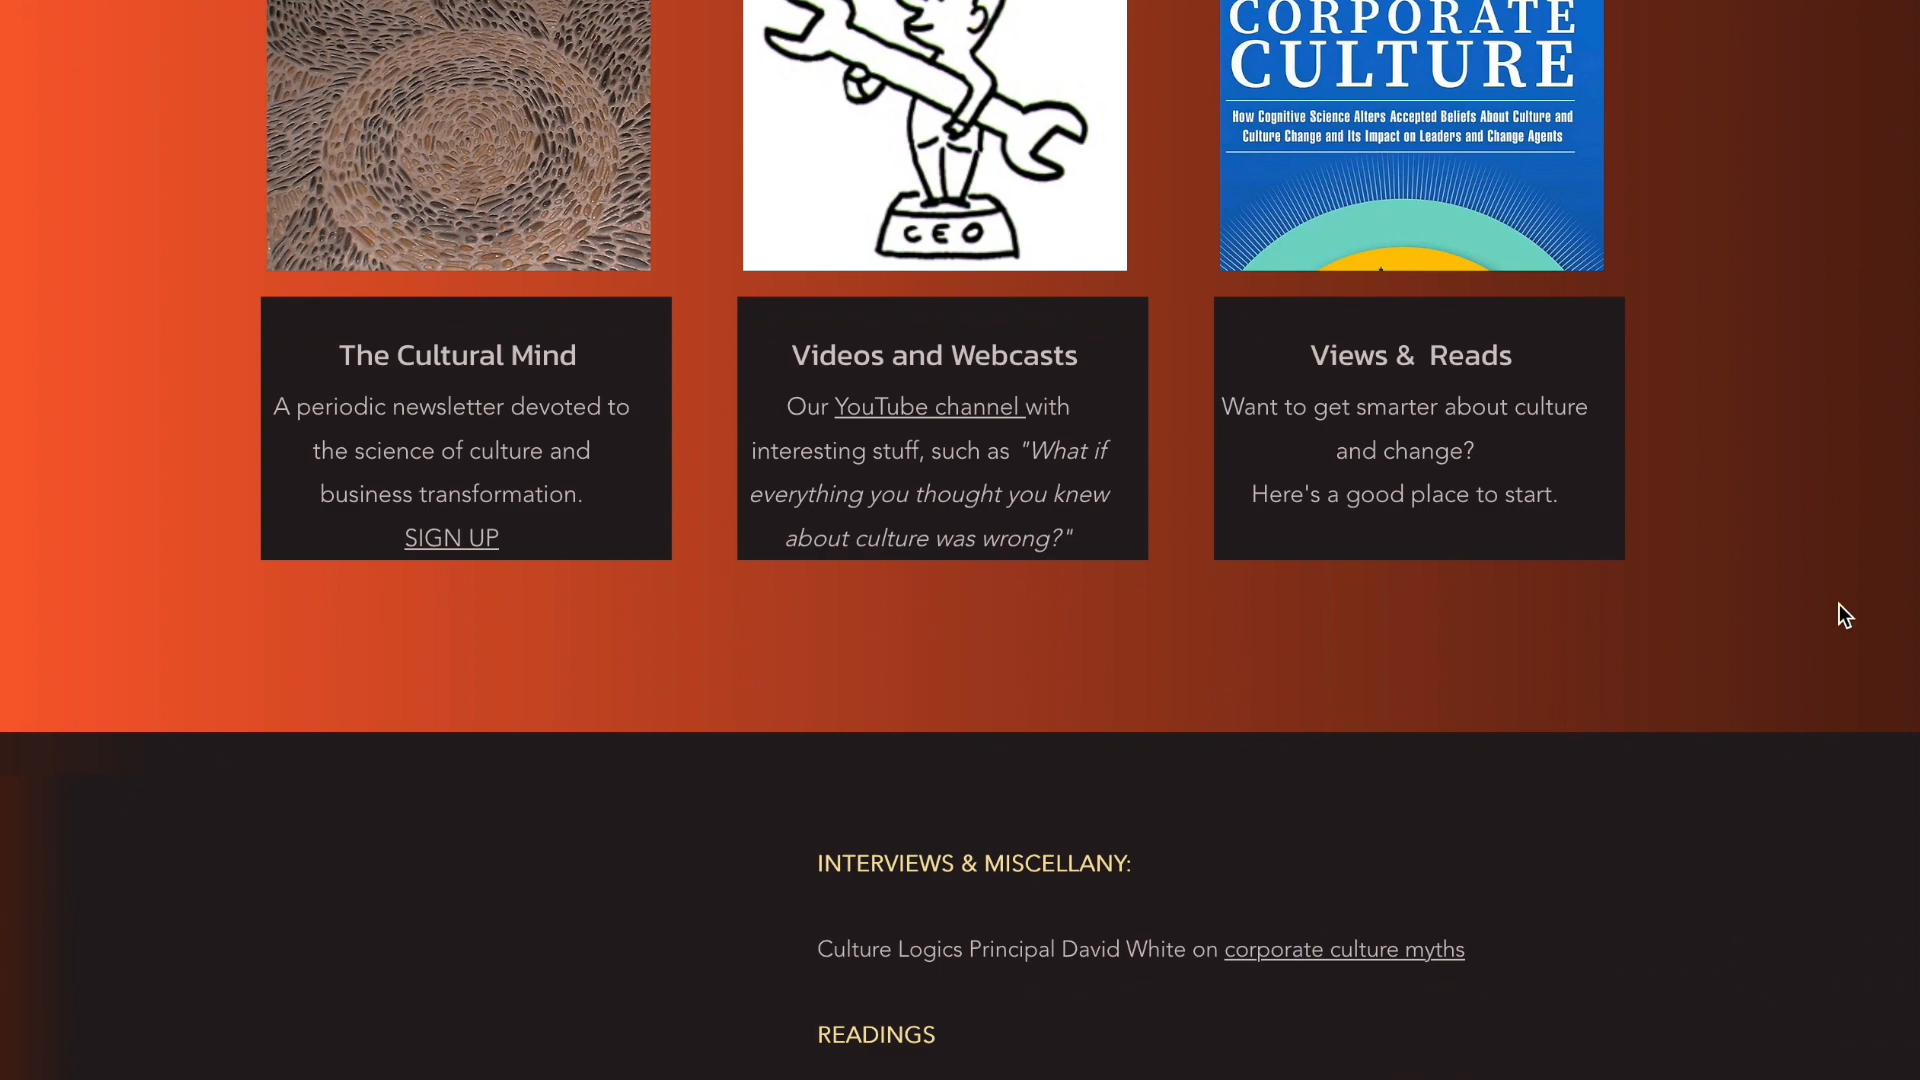 CEO
CORPORATE
CULTURE
How Cognitive Science Alters Accepted Beliefs About Culture and
Culture Change and Its Impact on Leaders and Change Agents
The Cultural Mind
A periodic newsletter devoted to
the science of culture and
business transformation.
SIGN UP
Videos and Webcasts
Our YouTube channel with
interesting stuff, such as "What if
everything you thought you knew
about culture was wrong?"
Views & Reads
Want to get smarter about culture
and change?
Here's a good place to start.
INTERVIEWS & MISCELLANY:
Culture Logics Principal David White on corporate culture myths
READINGS